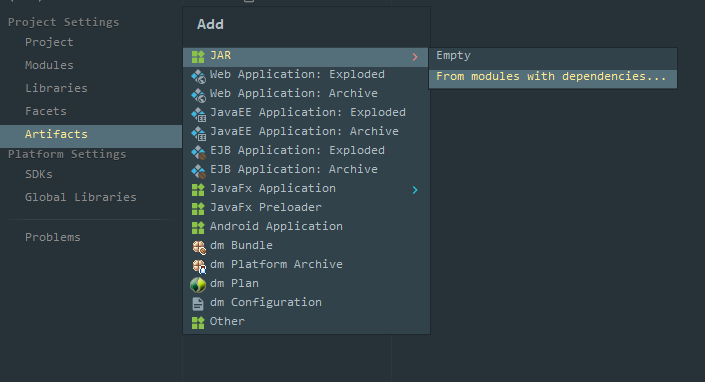 Project Settings
Project
Modules
Libraries
Facets
Artifacts
Platform Settings
SDKs
Global Libraries
Problems
Add
JAR
Web Application: Exploded
Web Application: Archive
JavaEE Application: Exploded
JavaEE Application: Archive
EJB Application: Exploded
EJB Application: Archive
JavaFx Application
JavaFx Preloader
Android Application
dm Bundle
dm Platform Archive
dm Plan
dm Configuration
Other
Empty
From modules with dependencies...